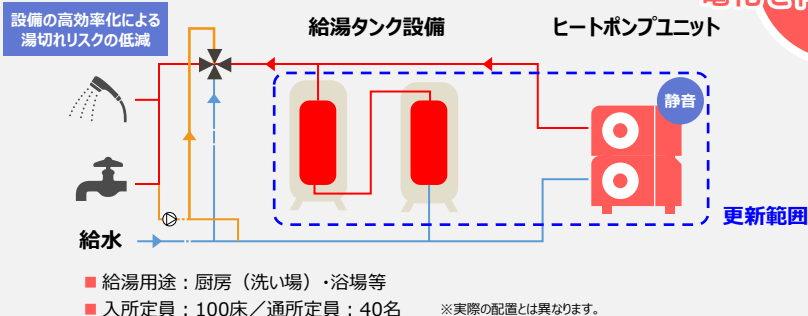 設備の高効率化による
湯切れリスクの低減
給湯タンク設備
ヒートポンプユニット
静音
更新範囲
給水
■ 給湯用途：厨房（洗い場）・浴場等
■ 入所定員：100床／通所定員：40名
※実際の配置とは異なります。